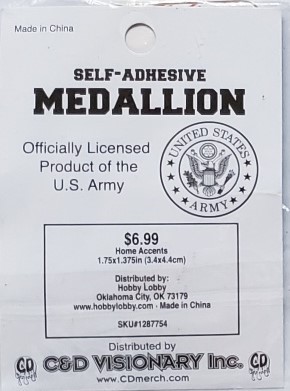 Made in China
SELF-ADHESIVE
MEDALLION
Officially Licensed
Product of the
U.S. Army
UNITED STATES
ARMY
$6.99
Home Accents
1.75x1.375in (3.4x4.4cm)
Distributed by:
Hobby Lobby
Oklahoma City, OK 73179
www.hobbylobby.com - Made in China
SKU#1287754
Distributed by
CD C&D VISIONARY Inc. CD
www.CDmerch.com